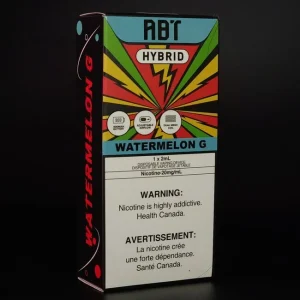 ABT
HYBRID
WATERMELON G
1 x 2mL
Nicotine 20mg/mL
WARNING:
Nicotine is highly addictive.
Health Canada.
AVERTISSEMENT:
La nicotine crée
une forte dépendance.
Santé Canada.
WATERMELON G